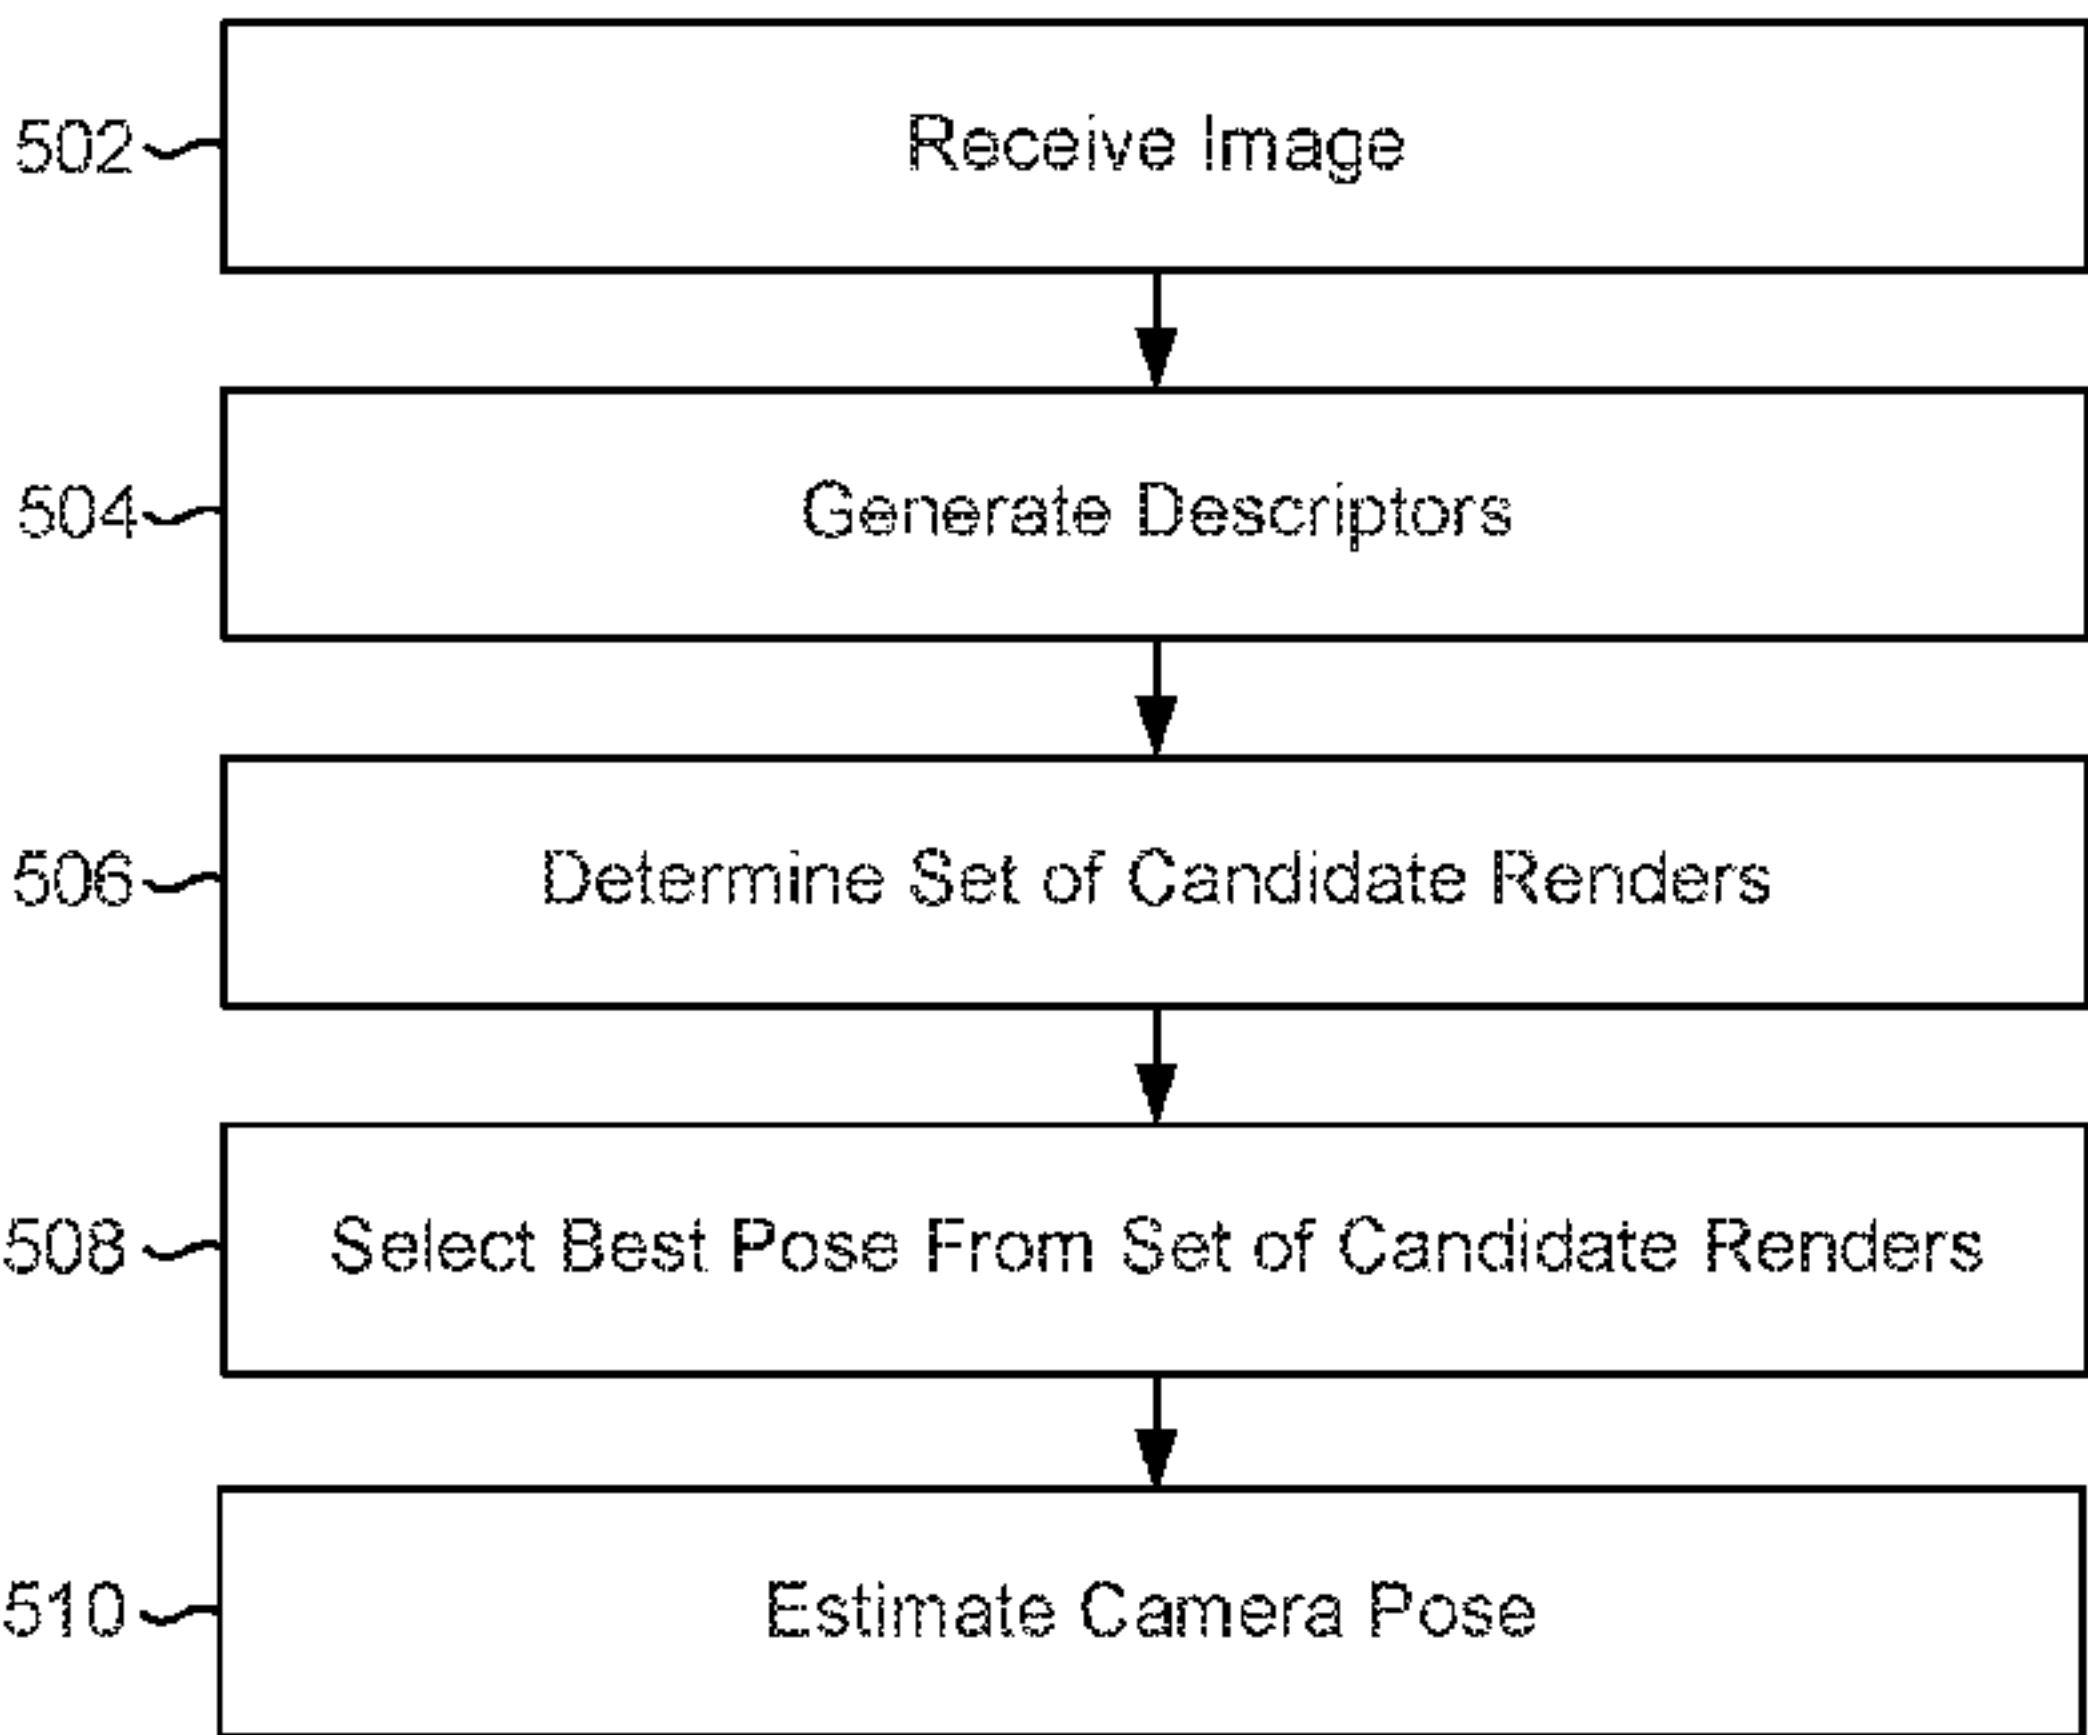 502
Receive Image
504
Generate Descriptors
506
Determine Set of Candidate Renders
508
Select Best Pose From Set of Candidate Renders
510
Estimate Camera Pose